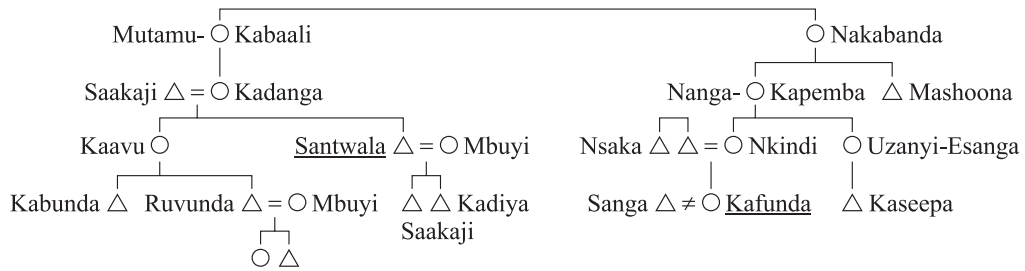 Mutamu- Kabaali Nakabanda
Saakaji = Kadanga Nanga- Kapemba Mashoona
Kaavu Santwala = Mbuyi Nsaka = Nkindi Uzanyi-Esanga
Kabunda Ruvunda = Mbuyi Kadiya Sanga ≠ Kafunda Kaseepa
Saakaji